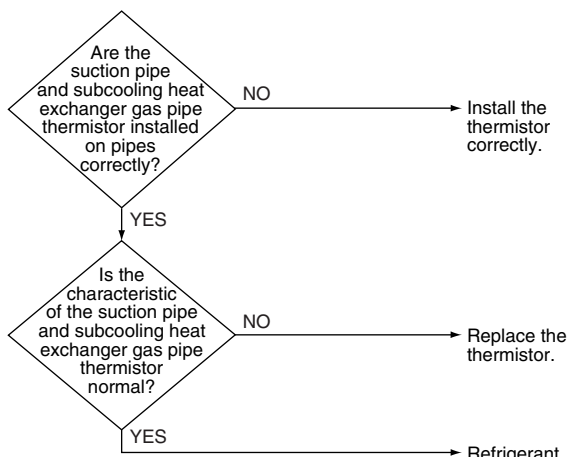 Are the
suction pipe
and subcooling heat
exchanger gas pipe
thermistor installed
on pipes
correctly?
NO
Install the
thermistor
correctly.
YES
Is the
characteristic
of the suction pipe
and subcooling heat
exchanger gas pipe
thermistor
normal?
NO
Replace the
thermistor.
YES
Refrigerant